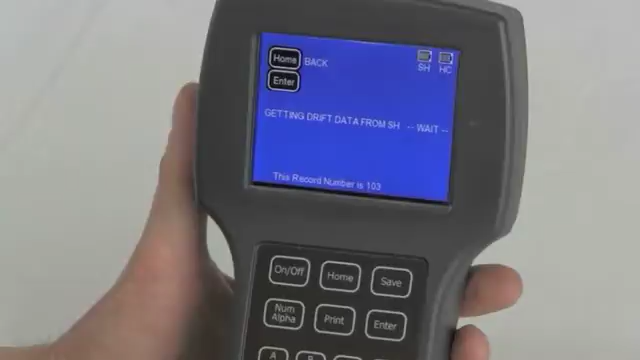 Home BACK
SH HC
Enter
GETTING DRIFT DATA FROM SH -- WAIT --
This Record Number is 103
On/Off Home Save
Num Alpha Print Enter
A B